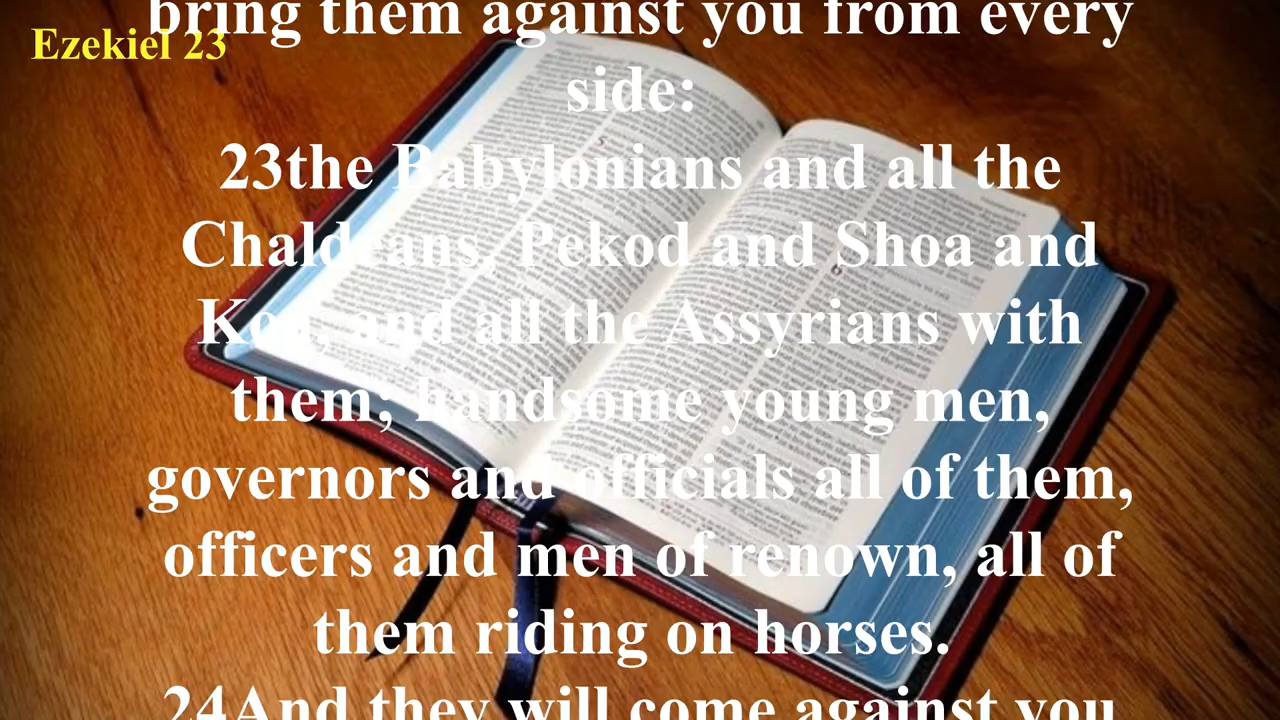 bring them against you from every
Ezekiel 23
side:
23the Babylonians and all the
Chaldeans, Pekod and Shoa and
Koa, and all the Assyrians with
them; handsome young men,
governors and officials all of them,
officers and men of renown, all of
them riding on horses.
24And they will come against you